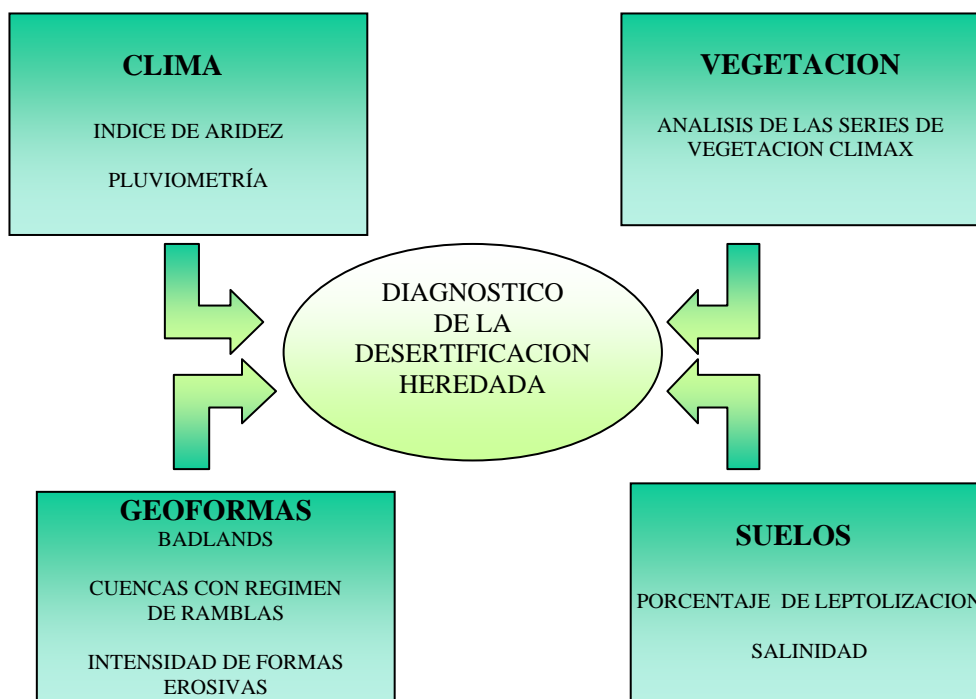 CLIMA
INDICE DE ARIDEZ
PLUVIOMETRÍA
VEGETACION
ANALISIS DE LAS SERIES DE
VEGETACION CLIMAX
DIAGNOSTICO
DE LA
DESERTIFICACION
HEREDADA
GEOFORMAS
BADLANDS
CUENCAS CON REGIMEN
DE RAMBLAS
INTENSIDAD DE FORMAS
EROSIVAS
SUELOS
PORCENTAJE DE LEPTOLIZACION
SALINIDAD